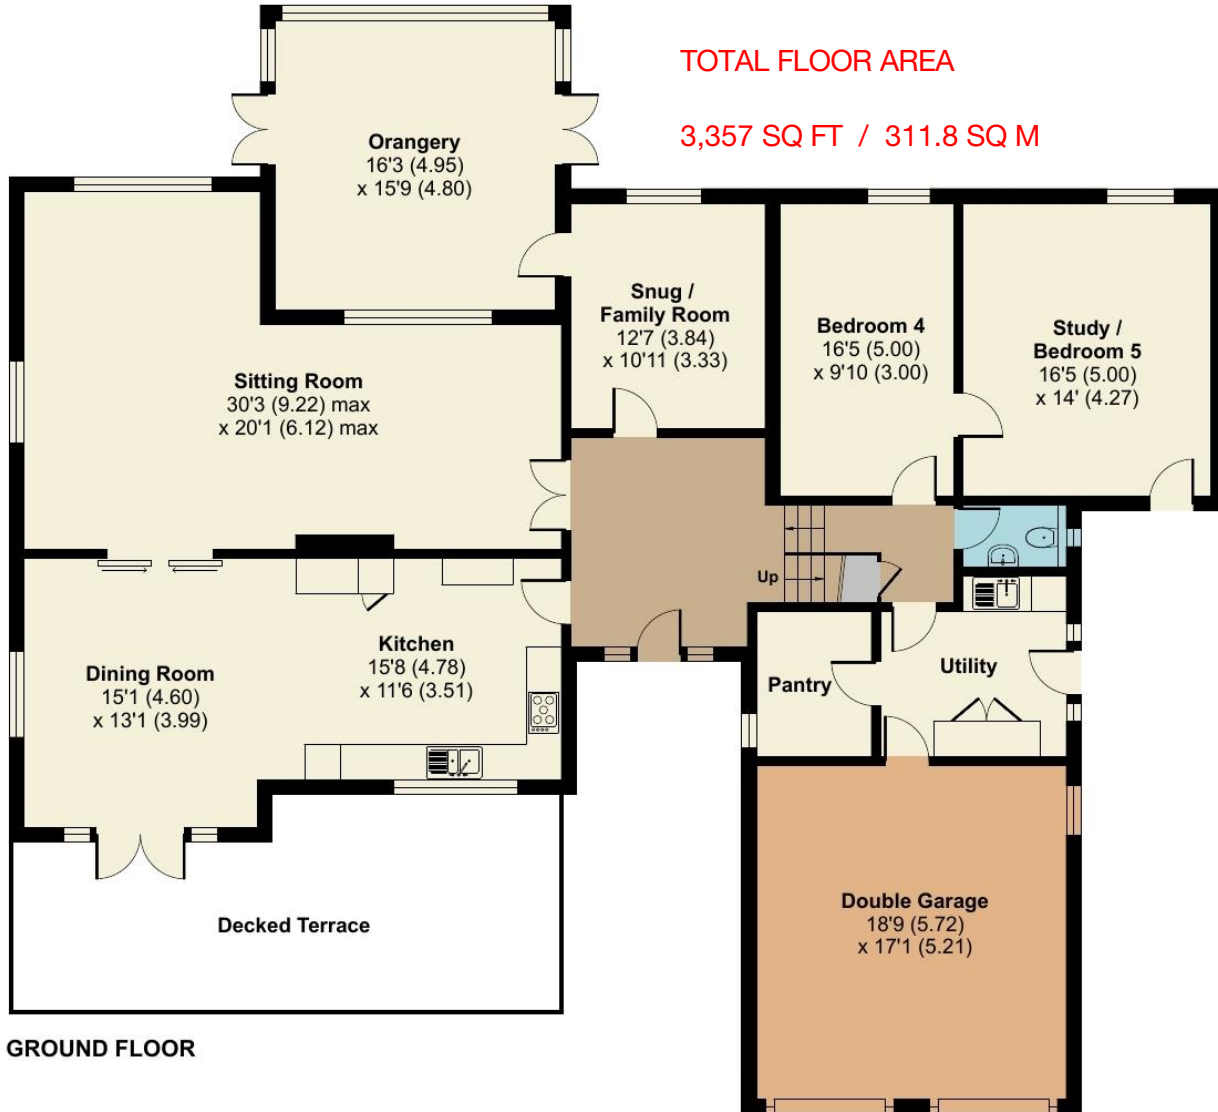 TOTAL FLOOR AREA
3,357 SQ FT / 311.8 SQ M
Orangery
16'3 (4.95)
x 15'9 (4.80)
Snug /
Family Room
12'7 (3.84)
x 10'11 (3.33)
Bedroom 4
16'5 (5.00)
x 9'10 (3.00)
Study /
Bedroom 5
16'5 (5.00)
x 14' (4.27)
Sitting Room
30'3 (9.22) max
x 20'1 (6.12) max
Up
Kitchen
15'8 (4.78)
x 11'6 (3.51)
Dining Room
15'1 (4.60)
x 13'1 (3.99)
Pantry
Utility
Double Garage
18'9 (5.72)
x 17'1 (5.21)
Decked Terrace
GROUND FLOOR